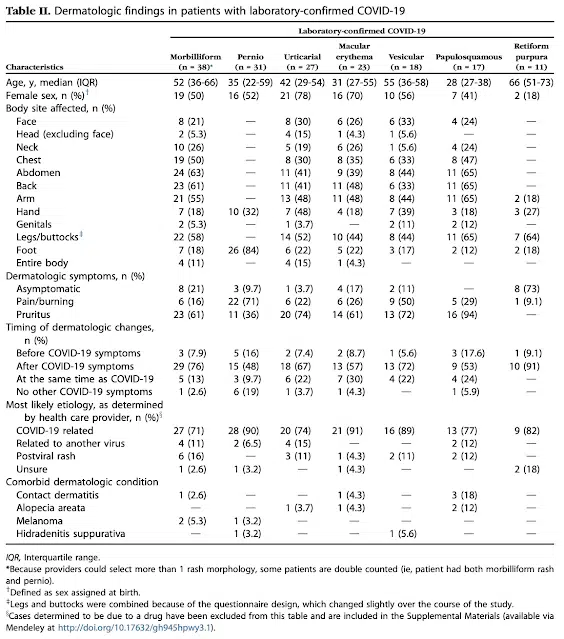 Table II. Dermatologic findings in patients with laboratory-confirmed COVID-19
Laboratory-confirmed COVID-19
Characteristics Morbilliform (n = 38)* Pernio (n = 31) Urticarial (n = 27) Macular erythema (n = 23) Vesicular (n = 18) Papulosquamous (n = 17) Retiform purpura (n = 11)
Age, y, median (IQR) 52 (36-66) 35 (22-59) 42 (29-54) 31 (27-55) 55 (36-58) 28 (27-38) 66 (51-73)
Female sex, n (%)† 19 (50) 16 (52) 21 (78) 16 (70) 10 (56) 7 (41) 2 (18)
Body site affected, n (%)
Face 8 (21) — 8 (30) 6 (26) 6 (33) 4 (24) —
Head (excluding face) 2 (5.3) — 4 (15) 1 (4.3) 1 (5.6) — —
Neck 10 (26) — 5 (19) 6 (26) 1 (5.6) 4 (24) —
Chest 19 (50) — 8 (30) 8 (35) 6 (33) 8 (47) —
Abdomen 24 (63) — 11 (41) 9 (39) 8 (44) 11 (65) —
Back 23 (61) — 11 (41) 11 (48) 6 (33) 11 (65) —
Arm 21 (55) — 13 (48) 11 (48) 8 (44) 11 (65) 2 (18)
Hand 7 (18) 10 (32) 7 (48) 4 (18) 7 (39) 3 (18) 3 (27)
Genitals 2 (5.3) — 1 (3.7) — 2 (11) 2 (12) —
Legs/buttocks‡ 22 (58) — 14 (52) 10 (44) 8 (44) 11 (65) 7 (64)
Foot 7 (18) 26 (84) 6 (22) 5 (22) 3 (17) 2 (12) 2 (18)
Entire body 4 (11) — 4 (15) 1 (4.3) — — —
Dermatologic symptoms, n (%)
Asymptomatic 8 (21) 3 (9.7) 1 (3.7) 4 (17) 2 (11) — 8 (73)
Pain/burning 6 (16) 22 (71) 6 (22) 6 (26) 9 (50) 5 (29) 1 (9.1)
Pruritus 23 (61) 11 (36) 20 (74) 14 (61) 13 (72) 16 (94) —
Timing of dermatologic changes,
n (%)
Before COVID-19 symptoms 3 (7.9) 5 (16) 2 (7.4) 2 (8.7) 1 (5.6) 3 (17.6) 1 (9.1)
After COVID-19 symptoms 29 (76) 15 (48) 18 (67) 13 (57) 13 (72) 9 (53) 10 (91)
At the same time as COVID-19 5 (13) 3 (9.7) 6 (22) 7 (30) 4 (22) 4 (24) —
No other COVID-19 symptoms 1 (2.6) 6 (19) 1 (3.7) 1 (4.3) 1 (5.9) —
Most likely etiology, as determined
by health care provider, n (%)§
COVID-19 related 27 (71) 28 (90) 20 (74) 21 (91) 16 (89) 13 (77) 9 (82)
Related to another virus 4 (11) 2 (6.5) 4 (15) — — 2 (12) —
Postviral rash 6 (16) 3 (11) 1 (4.3) 2 (11) 2 (12) —
Unsure 1 (2.6) 1 (3.2) — 1 (4.3) — — 2 (18)
Comorbid dermatologic condition
Contact dermatitis 1 (2.6) — — 1 (4.3) — 3 (18) —
Alopecia areata — — 1 (3.7) 1 (4.3) — 2 (12) —
Melanoma 2 (5.3) 1 (3.2) — — — — —
Hidradenitis suppurativa — 1 (3.2) — — 1 (5.6) — —
IQR, Interquartile range.
*Because providers could select more than 1 rash morphology, some patients are double counted (ie, patient had both morbilliform rash
and pernio).
†Defined as sex assigned at birth.
‡Legs and buttocks were combined because of the questionnaire design, which changed slightly over the course of the study.
§Cases determined to be due to a drug have been excluded from this table and are included in the Supplemental Materials (available via
Mendeley at http://doi.org/10.17632/gh945hpwy3.1).